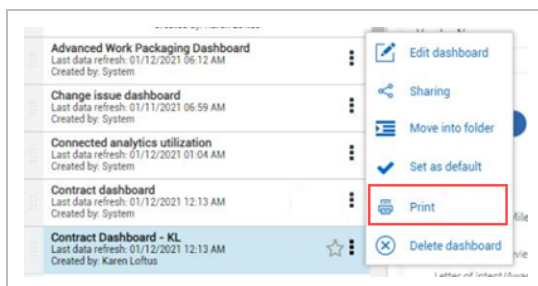 Advanced Work Packaging Dashboard
Last data refresh: 01/12/2021 06:12 AM
Created by: System
Change issue dashboard
Last data refresh: 01/11/2021 06:59 AM
Created by: System
Connected analytics utilization
Last data refresh: 01/12/2021 01:04 AM
Created by: System
Contract dashboard
Last data refresh: 01/12/2021 12:13 AM
Created by: System
Contract Dashboard - KL
Last data refresh: 01/12/2021 12:13 AM
Created by: Karen Loftus
Edit dashboard
Sharing
Move into folder
Set as default
Print
Delete dashboard